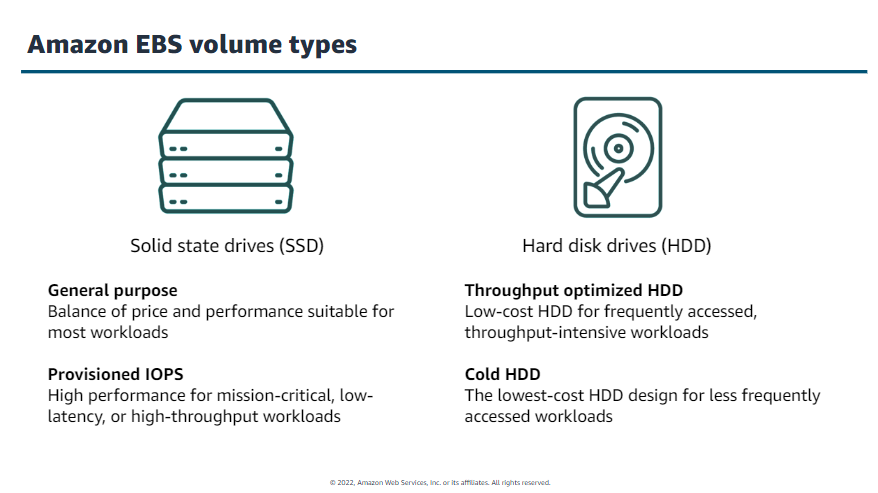 Amazon EBS volume types
Solid state drives (SSD)
General purpose
Balance of price and performance suitable for
most workloads
Provisioned IOPS
High performance for mission-critical, low-
latency, or high-throughput workloads
Hard disk drives (HDD)
Throughput optimized HDD
Low-cost HDD for frequently accessed,
throughput-intensive workloads
Cold HDD
The lowest-cost HDD design for less frequently
accessed workloads
© 2022, Amazon Web Services, Inc. or its affiliates. All rights reserved.